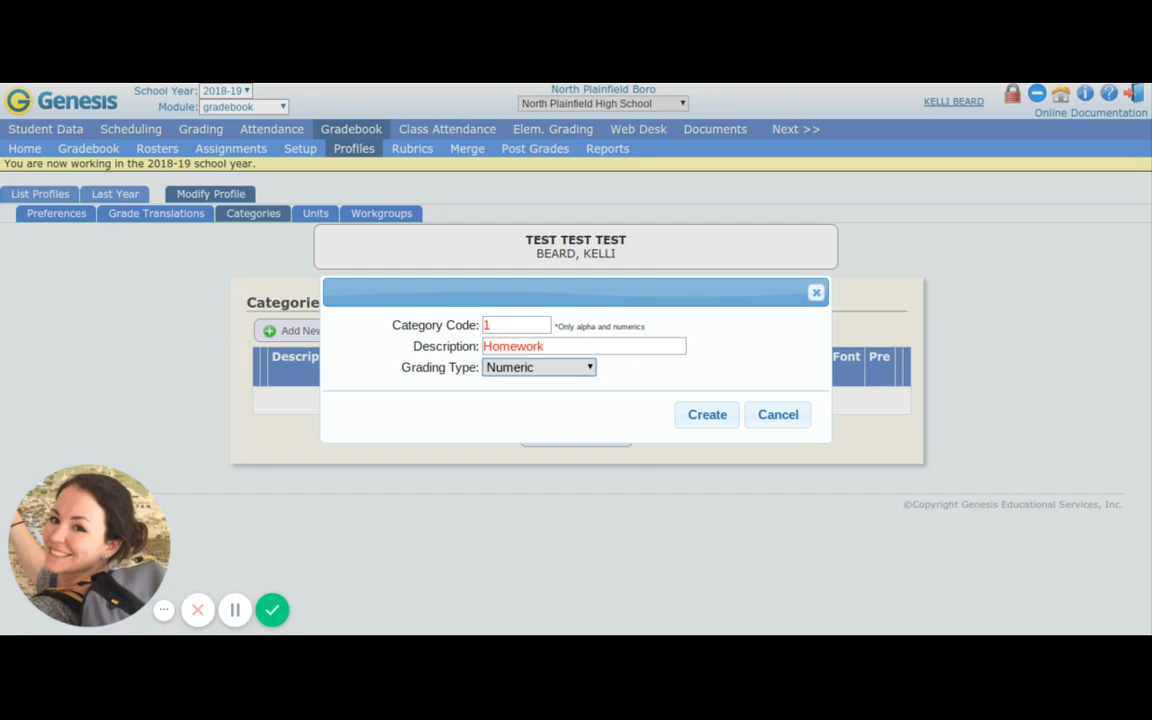 Genesis
School Year: 2018-19
Module: gradebook
North Plainfield Boro
North Plainfield High School
KELLI BEARD
Online Documentation
Student Data Scheduling Grading Attendance Gradebook Class Attendance Elem. Grading Web Desk Documents Next >>
Home Gradebook Rosters Assignments Setup Profiles Rubrics Merge Post Grades Reports
You are now working in the 2018-19 school year.
List Profiles Last Year Modify Profile
Preferences Grade Translations Categories Units Workgroups
TEST TEST TEST
BEARD, KELLI
Categorie
Add New
Descrip
Font Pre
Category Code: 1 *Only alpha and numerics
Description: Homework
Grading Type: Numeric
Create Cancel
©Copyright Genesis Educational Services, Inc.